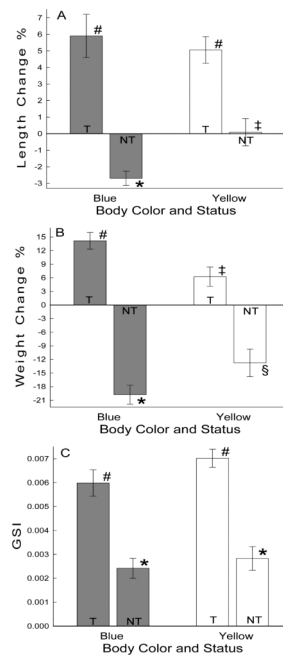 A
Length Change %
6
5
4
3
2
1
0
-1
-2
-3
#
T
NT
*
#
T
NT
‡
Blue
Yellow
Body Color and Status
B
Weight Change %
15
12
9
6
3
0
-3
-6
-9
-12
-15
-18
-21
#
T
NT
*
‡
T
NT
§
Blue
Yellow
Body Color and Status
C
GSI
0.007
0.006
0.005
0.004
0.003
0.002
0.001
0.000
#
T
*
NT
#
T
*
NT
Blue
Yellow
Body Color and Status